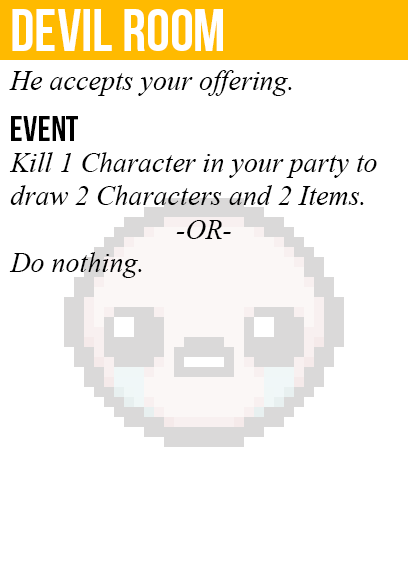 DEVIL ROOM
He accepts your offering.
EVENT
Kill 1 Character in your party to
draw 2 Characters and 2 Items.
-OR-
Do nothing.